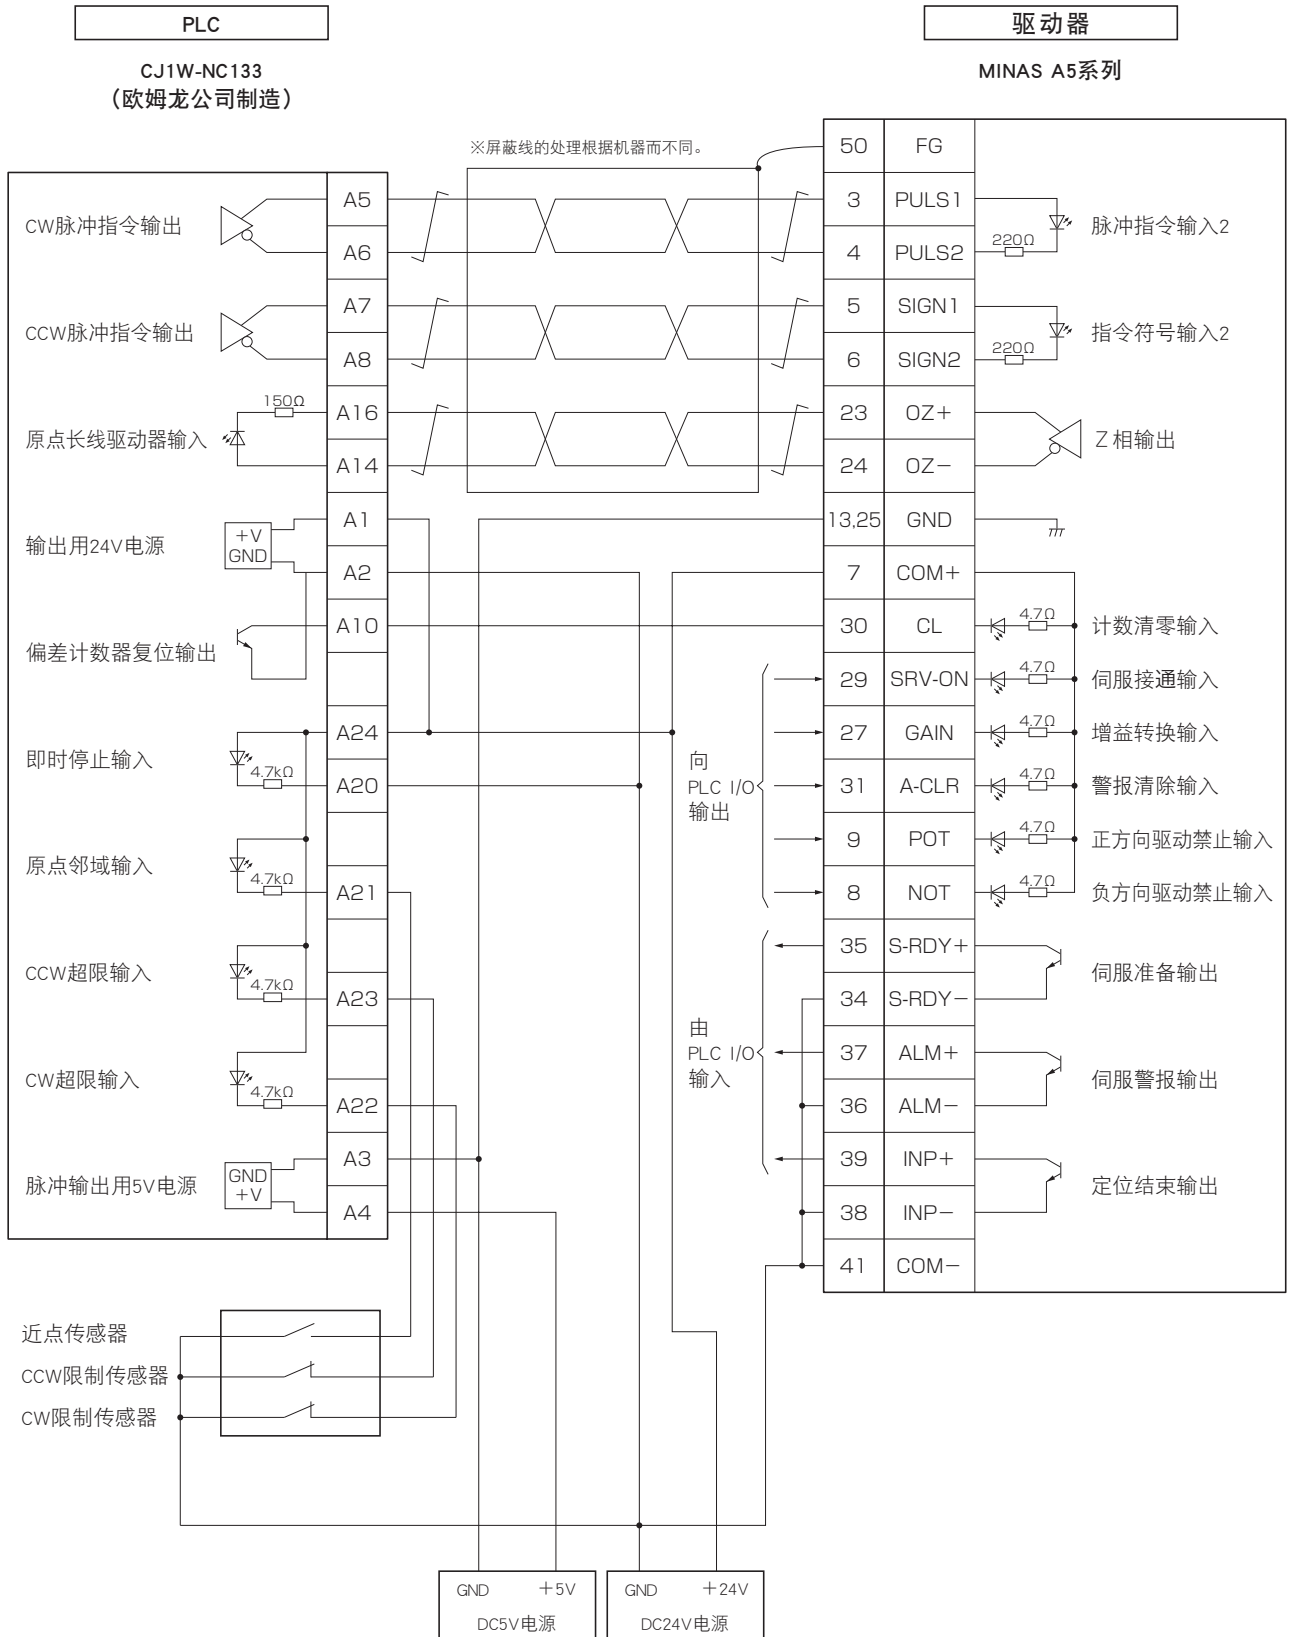 PLC
驱动器
CJ1W-NC133
（欧姆龙公司制造）
MINAS A5系列
※屏蔽线的处理根据机器而不同。
CW脉冲指令输出
A5
A6
CCW脉冲指令输出
A7
A8
原点长线驱动器输入
150Ω
A16
A14
输出用24V电源
+V
GND
A1
A2
偏差计数器复位输出
A10
即时停止输入
4.7kΩ
A24
A20
原点邻域输入
4.7kΩ
A21
CCW超限输入
4.7kΩ
A23
CW超限输入
4.7kΩ
A22
脉冲输出用5V电源
GND
+V
A3
A4
50 FG
3 PULS1
4 PULS2
220Ω
脉冲指令输入2
5 SIGN1
6 SIGN2
220Ω
指令符号输入2
23 OZ+
24 OZ−
Z 相输出
13,25 GND
7 COM+
30 CL 4.7Ω 计数清零输入
29 SRV-ON 4.7Ω 伺服接通输入
27 GAIN 4.7Ω 增益转换输入
31 A-CLR 4.7Ω 警报清除输入
9 POT 4.7Ω 正方向驱动禁止输入
8 NOT 4.7Ω 负方向驱动禁止输入
向
PLC I/O
输出
35 S-RDY+
34 S-RDY−
伺服准备输出
由
PLC I/O
输入
37 ALM+
36 ALM−
伺服警报输出
39 INP+
38 INP−
定位结束输出
41 COM−
近点传感器
CCW限制传感器
CW限制传感器
GND +5V
DC5V电源
GND +24V
DC24V电源